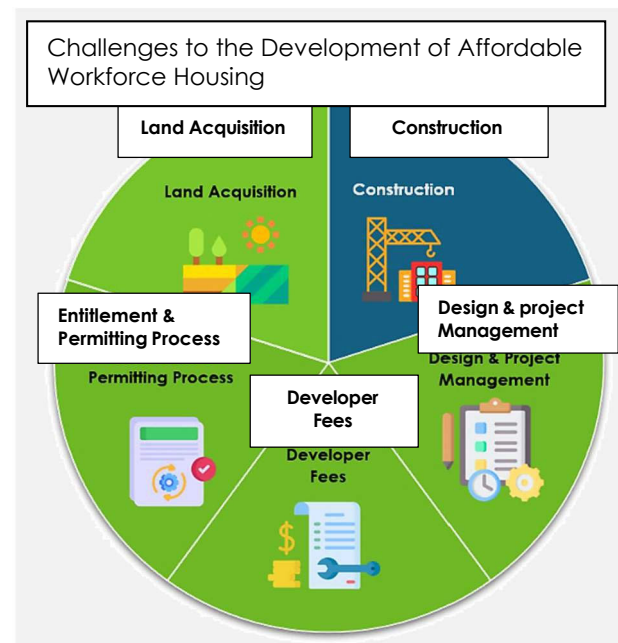 Challenges to the Development of Affordable
Workforce Housing
Land Acquisition
Construction
Land Acquisition
Construction
Entitlement &
Permitting Process
Design & project
Management
Permitting Process
Design & Project
Management
Developer
Fees
Developer
Fees
$